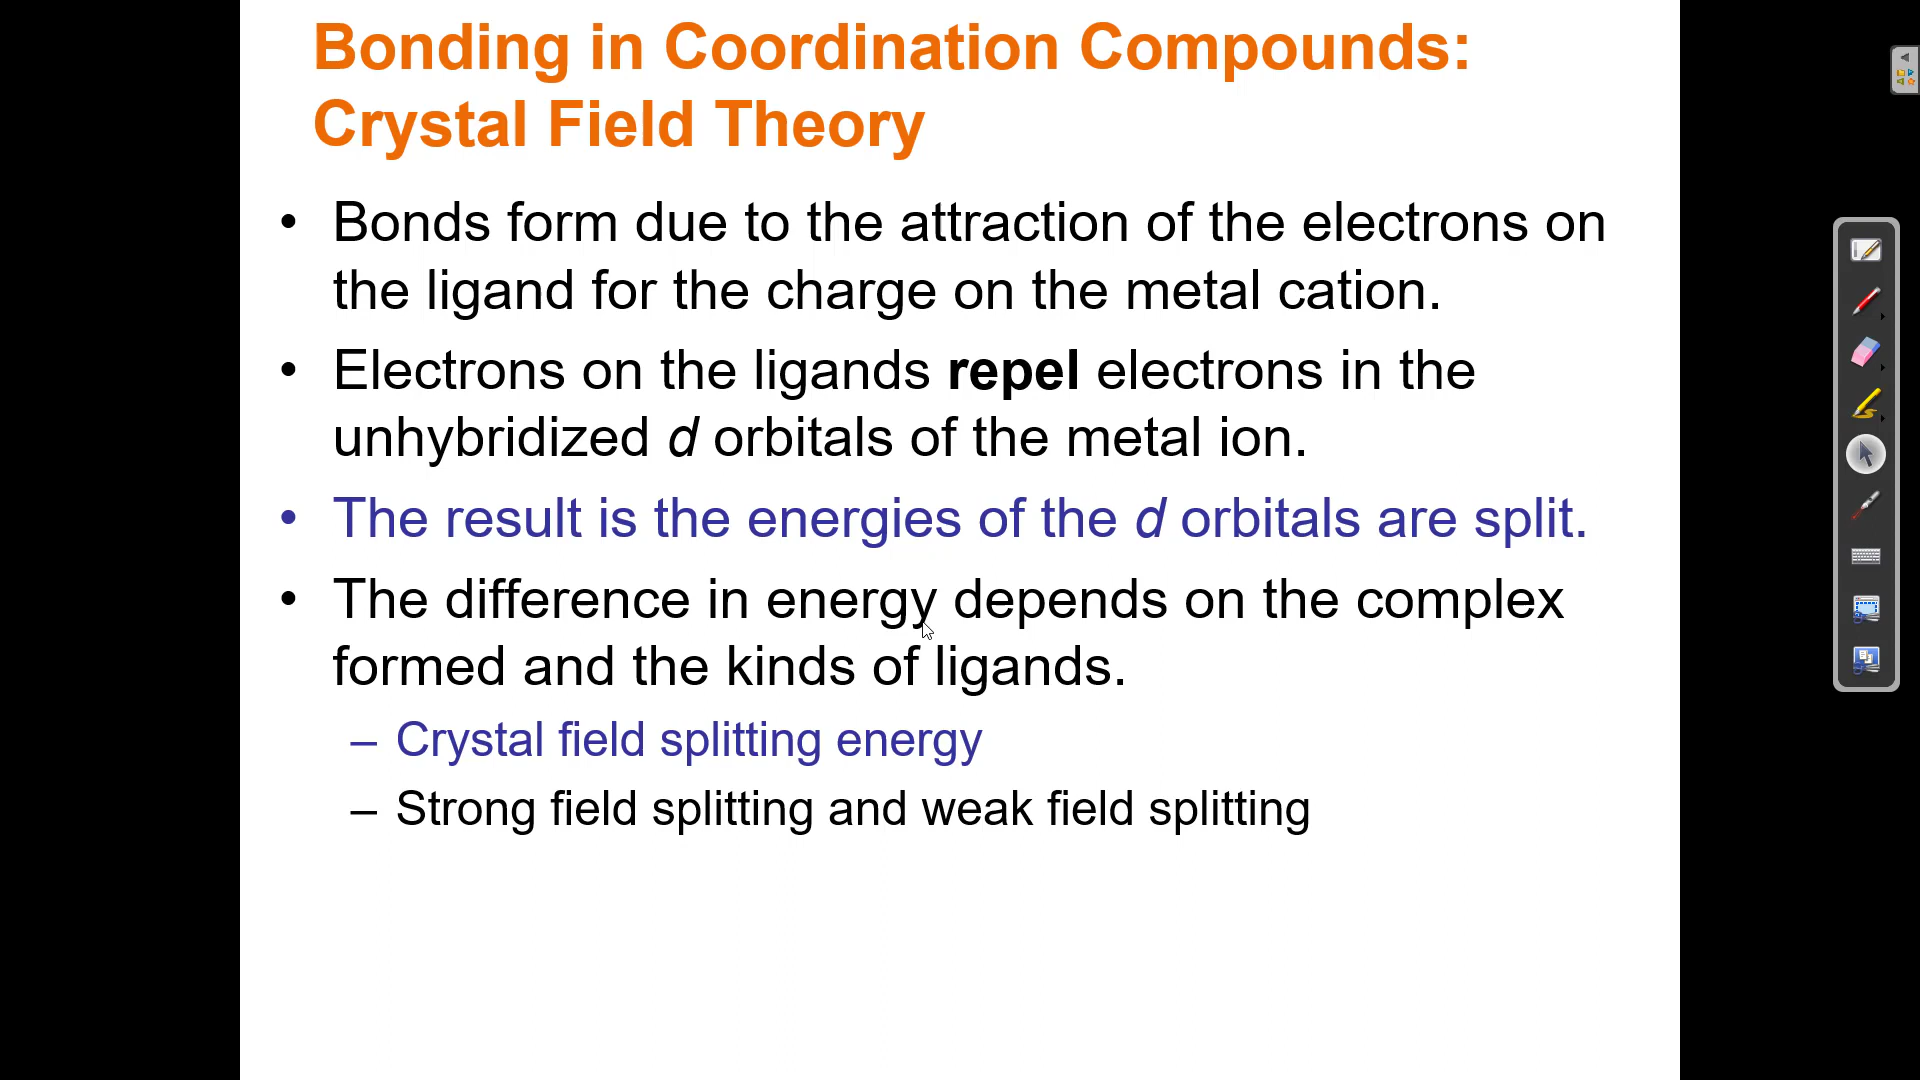 Bonding in Coordination Compounds:
Crystal Field Theory
• Bonds form due to the attraction of the electrons on
the ligand for the charge on the metal cation.
• Electrons on the ligands repel electrons in the
unhybridized d orbitals of the metal ion.
• The result is the energies of the d orbitals are split.
• The difference in energy depends on the complex
formed and the kinds of ligands.
– Crystal field splitting energy
– Strong field splitting and weak field splitting